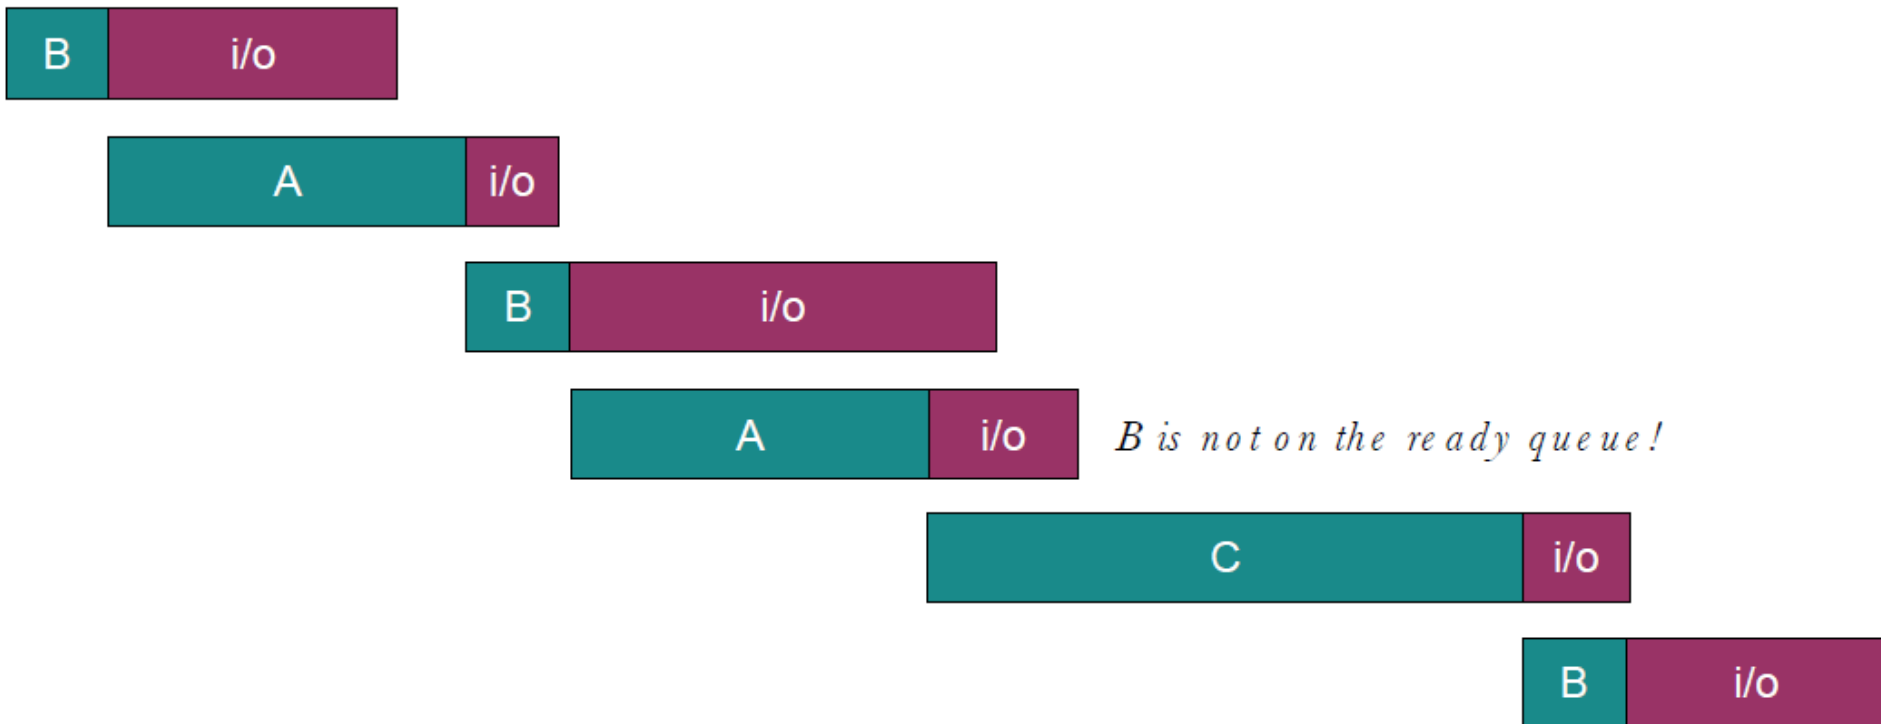 B i/o
A i/o
B i/o
A i/o B is not on the ready queue!
C i/o
B i/o